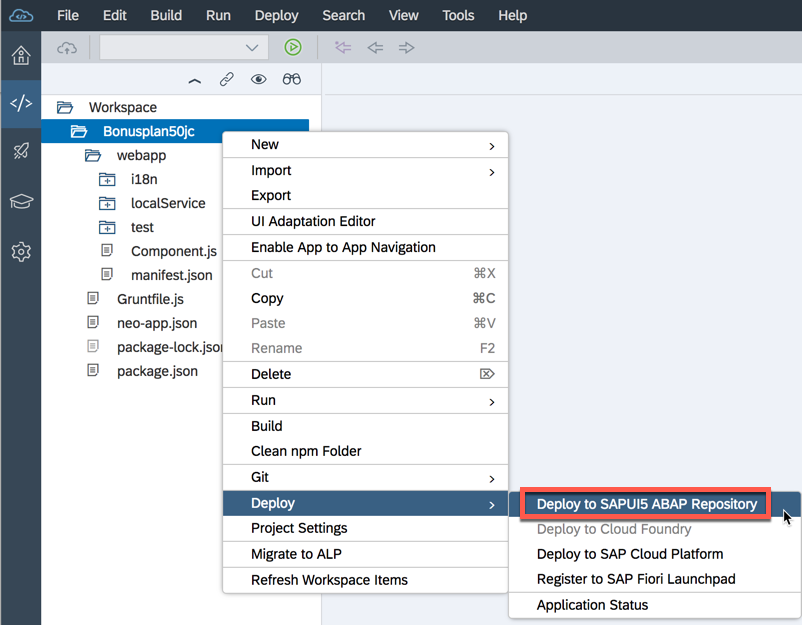 File Edit Build Run Deploy Search View Tools Help
Workspace
Bonusplan50jc
webapp
i18n
localService
test
Component.js
manifest.json
Gruntfile.js
neo-app.json
package-lock.json
package.json
New
Import
Export
UI Adaptation Editor
Enable App to App Navigation
Cut ⌘X
Copy ⌘C
Paste ⌘V
Rename F2
Delete ⌦
Run
Build
Clean npm Folder
Git
Deploy
Project Settings
Migrate to ALP
Refresh Workspace Items
Deploy to SAPUI5 ABAP Repository
Deploy to Cloud Foundry
Deploy to SAP Cloud Platform
Register to SAP Fiori Launchpad
Application Status